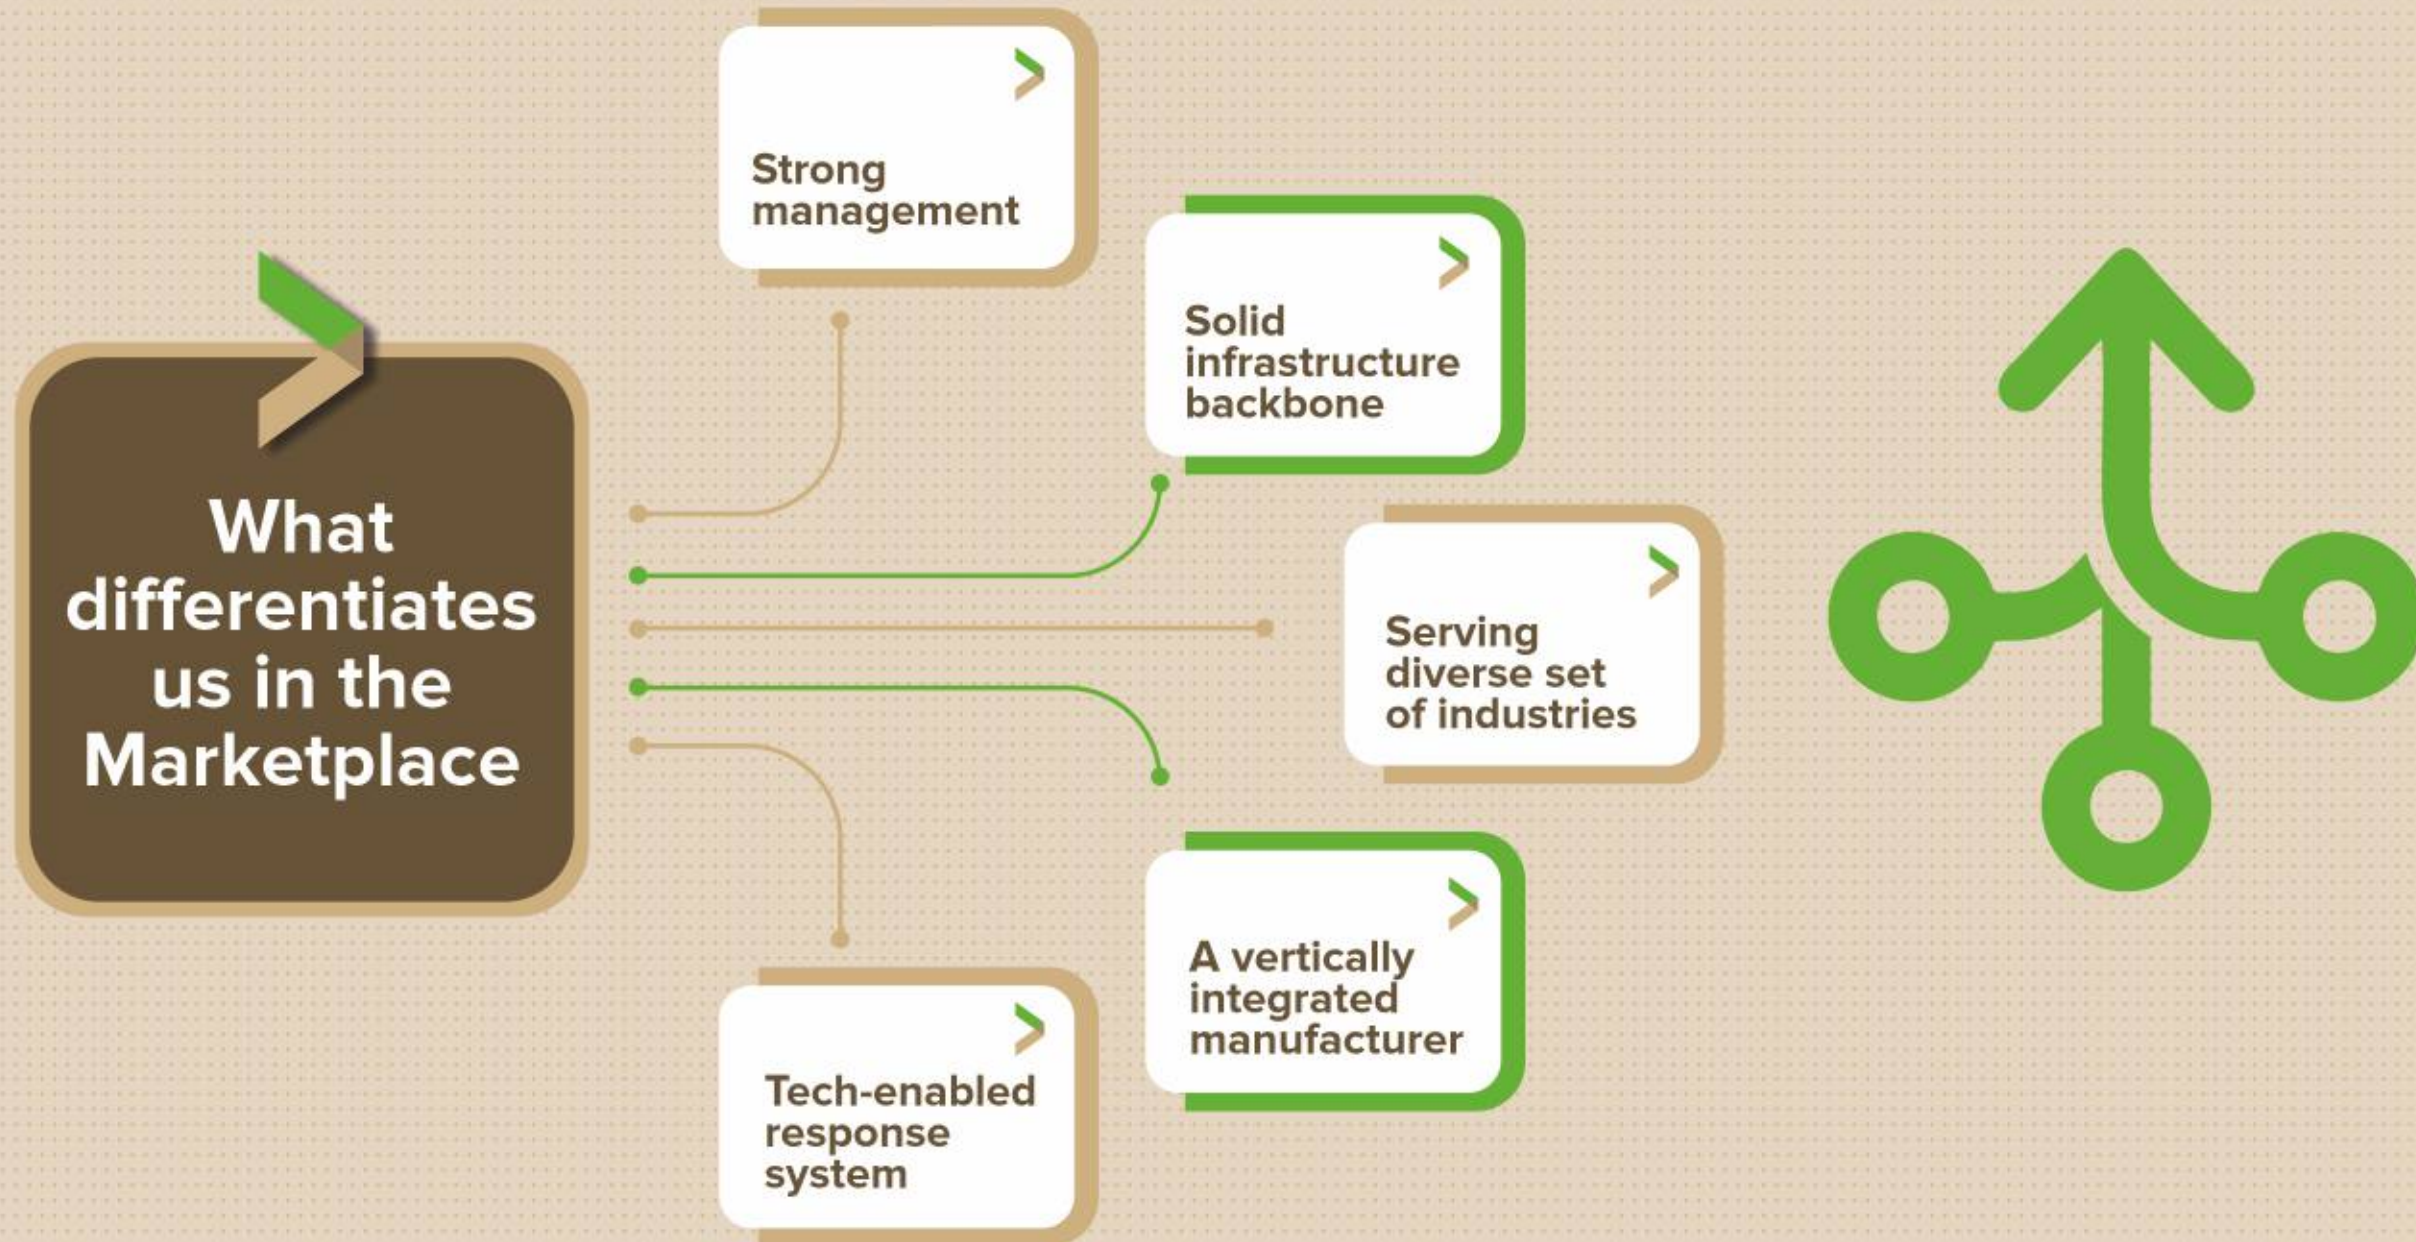 What
differentiates
us in the
Marketplace
Strong
management
Solid
infrastructure
backbone
Serving
diverse set
of industries
A vertically
integrated
manufacturer
Tech-enabled
response
system